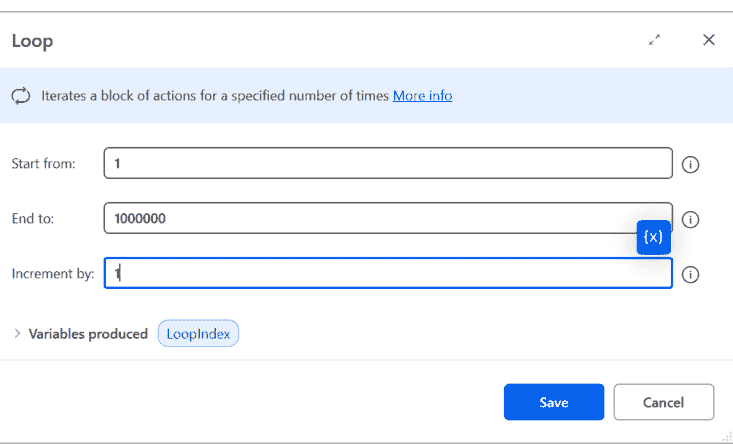 Loop
Iterates a block of actions for a specified number of times More info
Start from: 1
End to: 1000000
{x}
Increment by: 1
Variables produced LoopIndex
Save Cancel